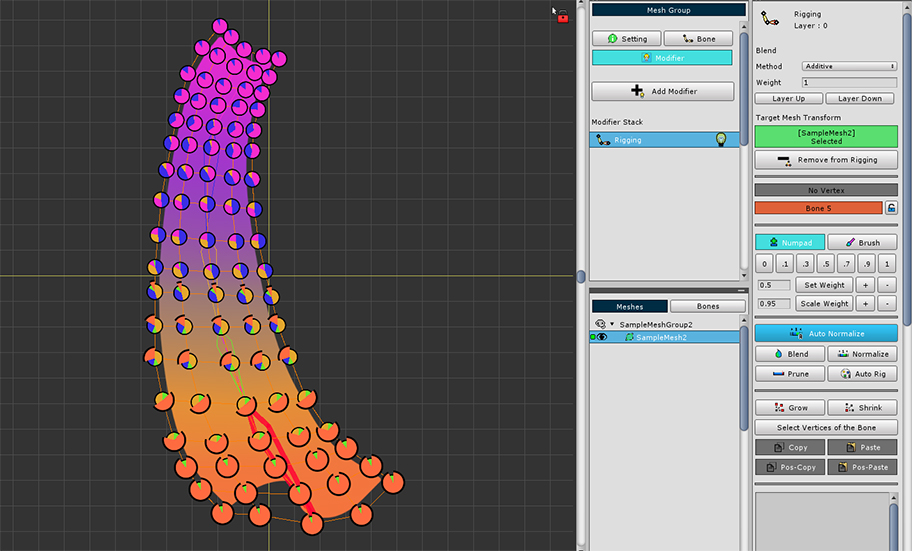 Mesh Group
Setting
Bone
Modifier
Add Modifier
Modifier Stack
Rigging
Meshes
Bones
SampleMeshGroup2
SampleMesh2
Rigging
Layer : 0
Blend
Method
Additive
Weight
1
Layer Up
Layer Down
Target Mesh Transform
[SampleMesh2]
Selected
Remove from Rigging
No Vertex
Bone 5
Numpad
Brush
0 .1 .3 .5 .7 .9 1
0.5 Set Weight + -
0.95 Scale Weight + -
Auto Normalize
Blend
Normalize
Prune
Auto Rig
Grow
Shrink
Select Vertices of the Bone
Copy
Paste
Pos-Copy
Pos-Paste